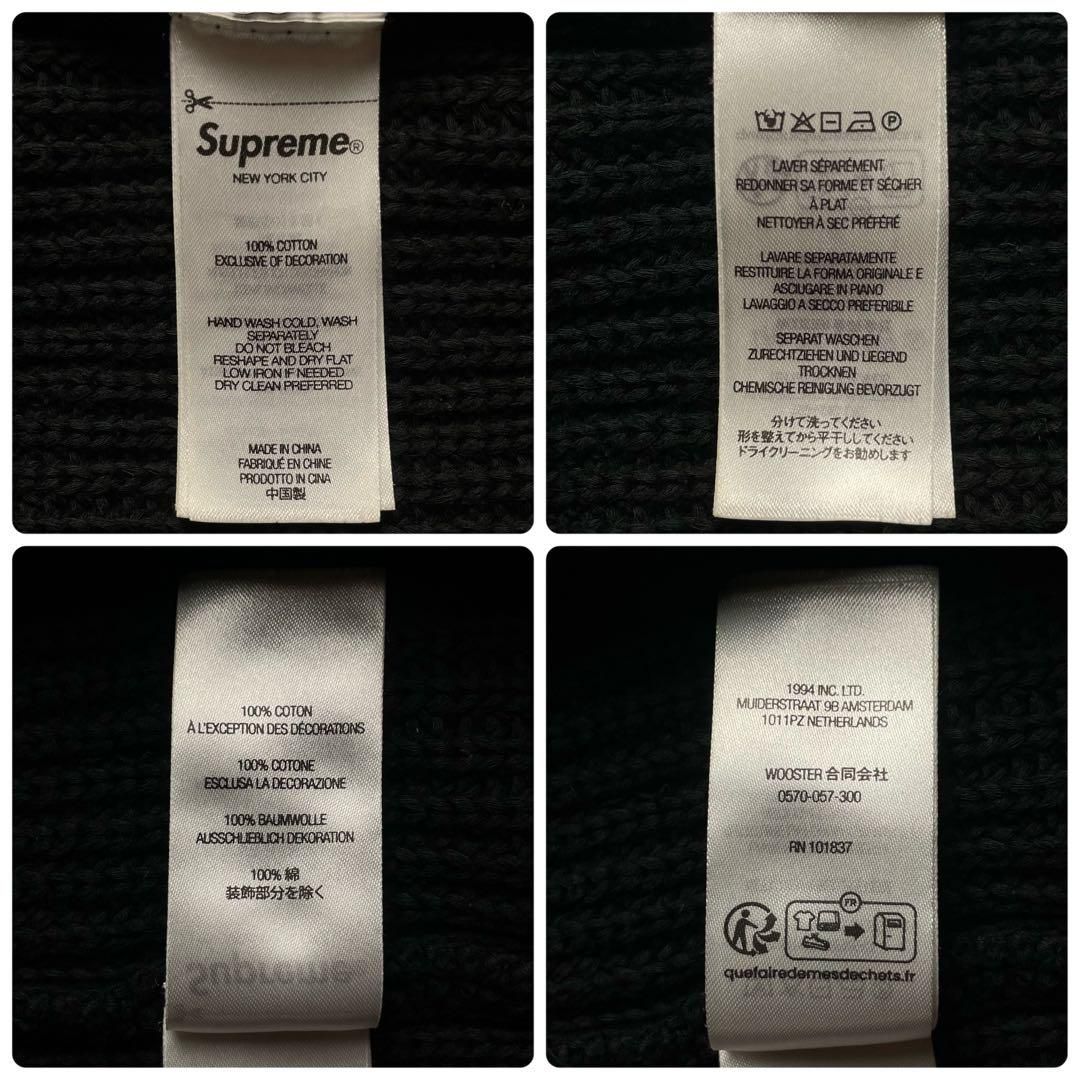 Supreme®
NEW YORK CITY
100% COTTON
EXCLUSIVE OF DECORATION
HAND WASH COLD, WASH
SEPARATELY
DO NOT BLEACH
RESHAPE AND DRY FLAT
LOW IRON IF NEEDED
DRY CLEAN PREFERRED
MADE IN CHINA
FABRIQUÉ EN CHINE
PRODOTTO IN CINA
中国製
P
LAVER SÉPARÉMENT
REDONNER SA FORME ET SÉCHER
À PLAT
NETTOYER À SEC PRÉFÉRÉ
LAVARE SEPARATAMENTE
RESTITUIRE LA FORMA ORIGINALE E
ASCIUGARE IN PIANO
LAVAGGIO A SECCO PREFERIBILE
SEPARAT WASCHEN
ZURECHTZIEHEN UND LIEGEND
TROCKNEN
CHEMISCHE REINIGUNG BEVORZUGT
分けて洗ってください
形を整えてから平干ししてください
ドライクリーニングをお勧めします
100% COTON
À L'EXCEPTION DES DÉCORATIONS
100% COTONE
ESCLUSA LA DECORAZIONE
100% BAUMWOLLE
AUSSCHLIEBLICH DEKORATION
100% 綿
装飾部分を除く
1994 INC. LTD.
MUIDERSTRAAT 9B AMSTERDAM
1011PZ NETHERLANDS
WOOSTER 合同会社
0570-057-300
RN 101837
FR
quefairedemesdechets.fr